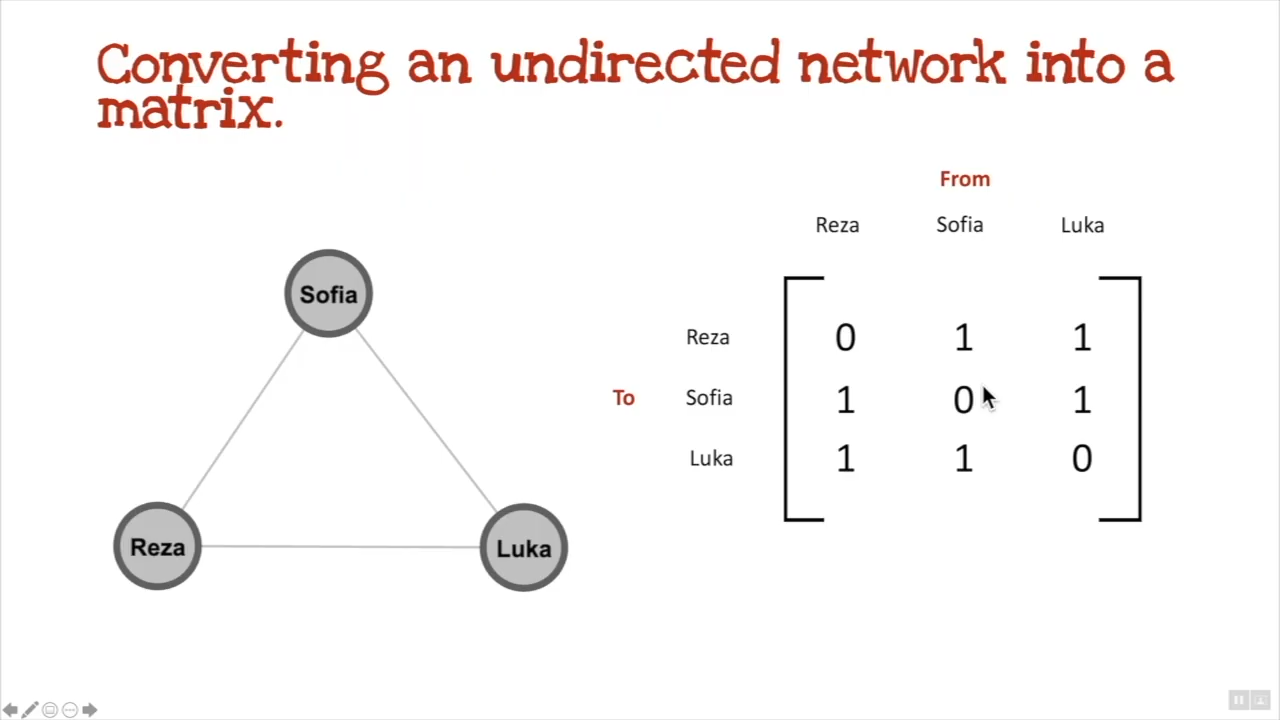 Converting an undirected network into a
matrix.
From
Reza Sofia Luka
Sofia
Reza 0 1 1
To Sofia 1 0 1
Luka 1 1 0
Reza Luka